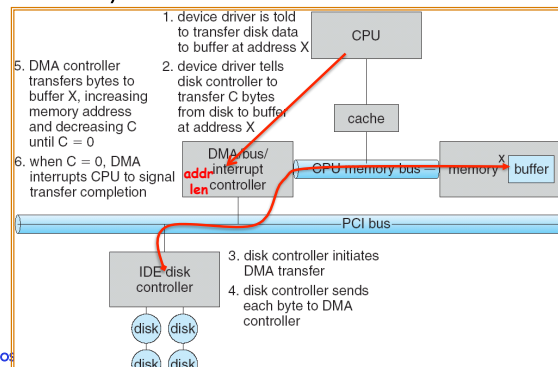 1. device driver is told
to transfer disk data
to buffer at address X
CPU
5. DMA controller
transfers bytes to
buffer X, increasing
memory address
and decreasing C
until C = 0
2. device driver tells
disk controller to
transfer C bytes
from disk to buffer
at address X
cache
6. when C = 0, DMA
interrupts CPU to signal
transfer completion
DMA/bus/
interrupt
controller
addr
len
CPU memory bus
memory
X
buffer
PCI bus
IDE disk
controller
3. disk controller initiates
DMA transfer
4. disk controller sends
each byte to DMA
controller
disk
disk
disk
disk